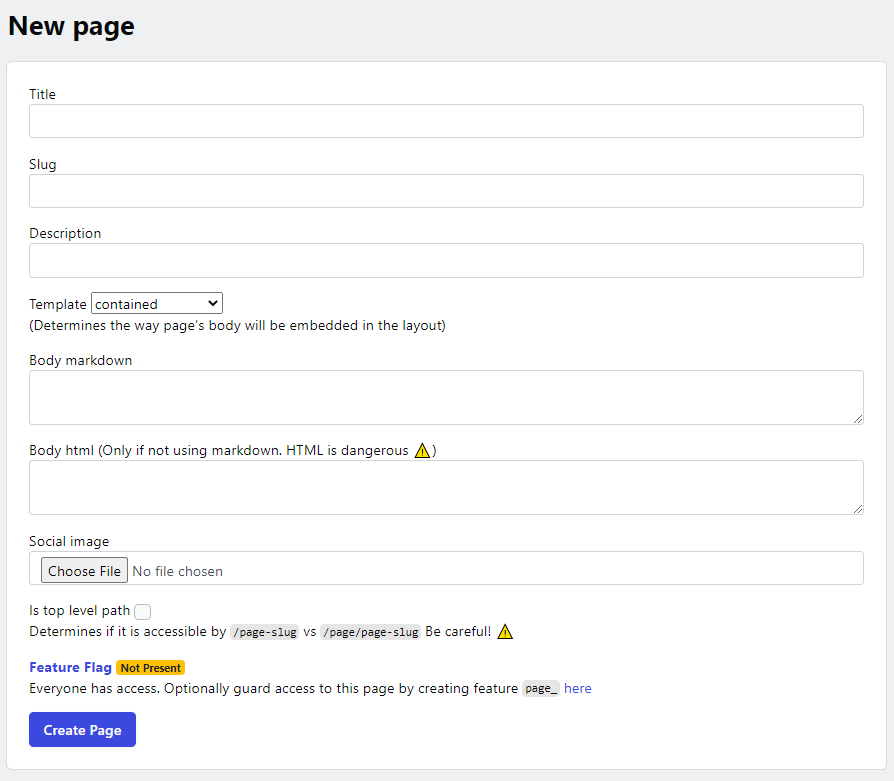 New page
Title
Slug
Description
Template contained
(Determines the way page's body will be embedded in the layout)
Body markdown
Body html (Only if not using markdown. HTML is dangerous ⚠️)
Social image
Choose File No file chosen
Is top level path
Determines if it is accessible by /page-slug vs /page/page-slug Be careful! ⚠️
Feature Flag Not Present
Everyone has access. Optionally guard access to this page by creating feature page_ here
Create Page